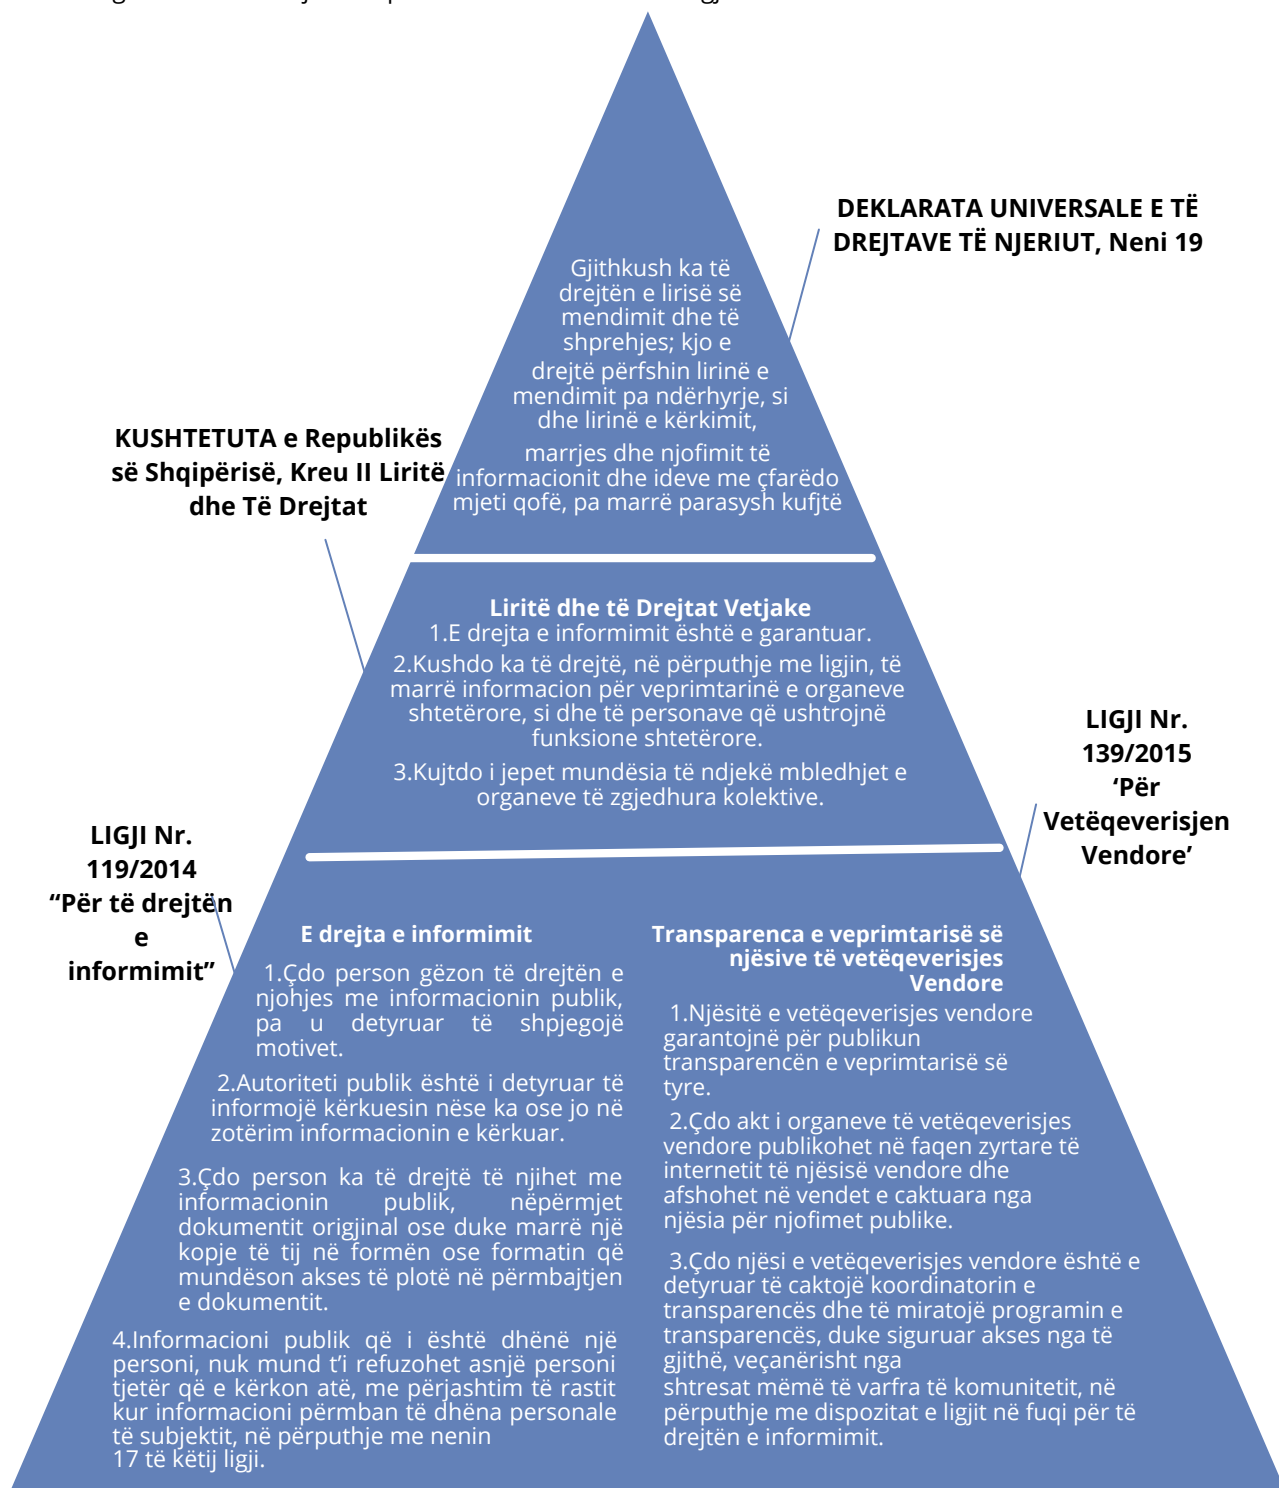 DEKLARATA UNIVERSALE E TË
DREJTAVE TË NJERIUT, Neni 19
Gjithkush ka të
drejtën e lirisë së
mendimit dhe të
shprehjes; kjo e
drejtë përfshin lirinë e
mendimit pa ndërhyrje, si
dhe lirinë e kërkimit,
marrjes dhe njofimit të
informacionit dhe ideve me çfarëdo
mjeti qofë, pa marrë parasysh kufjtë
KUSHTETUTA e Republikës
së Shqipërisë, Kreu II Liritë
dhe Të Drejtat
Liritë dhe të Drejtat Vetjake
1.E drejta e informimit është e garantuar.
2.Kushdo ka të drejtë, në përputhje me ligjin, të
marrë informacion për veprimtarinë e organeve
shtetërore, si dhe të personave që ushtrojnë
funksione shtetërore.
3.Kujtdo i jepet mundësia të ndjekë mbledhjet e
organeve të zgjedhura kolektive.
LIGJI Nr.
139/2015
‘Për
Vetëqeverisjen
Vendore’
LIGJI Nr.
119/2014
“Për të drejtën
e
informimit”
E drejta e informimit
1.Çdo person gëzon të drejtën e
njohjes me informacionin publik,
pa u detyruar të shpjegojë
motivet.
2.Autoriteti publik është i detyruar të
informojë kërkuesin nëse ka ose jo në
zotërim informacionin e kërkuar.
3.Çdo person ka të drejtë të njihet me
informacionin publik, nëpërmjet
dokumentit origjinal ose duke marrë një
kopje të tij në formën ose formatin që
mundëson akses të plotë në përmbajtjen
e dokumentit.
4.Informacioni publik që i është dhënë një
personi, nuk mund t’i refuzohet asnjë personi
tjetër që e kërkon atë, me përjashtim të rastit
kur informacioni përmban të dhëna personale
të subjektit, në përputhje me nenin
17 të këtij ligji.
Transparenca e veprimtarisë së
njësive të vetëqeverisjes
Vendore
1.Njësitë e vetëqeverisjes vendore
garantojnë për publikun
transparencën e veprimtarisë së
tyre.
2.Çdo akt i organeve të vetëqeverisjes
vendore publikohet në faqen zyrtare të
internetit të njësisë vendore dhe
afshohet në vendet e caktuara nga
njësia për njofimet publike.
3.Çdo njësi e vetëqeverisjes vendore është e
detyruar të caktojë koordinatorin e
transparencës dhe të miratojë programin e
transparencës, duke siguruar akses nga të
gjithë, veçanërisht nga
shtresat mëmë të varfra të komunitetit, në
përputhje me dispozitat e ligjit në fuqi për të
drejtën e informimit.